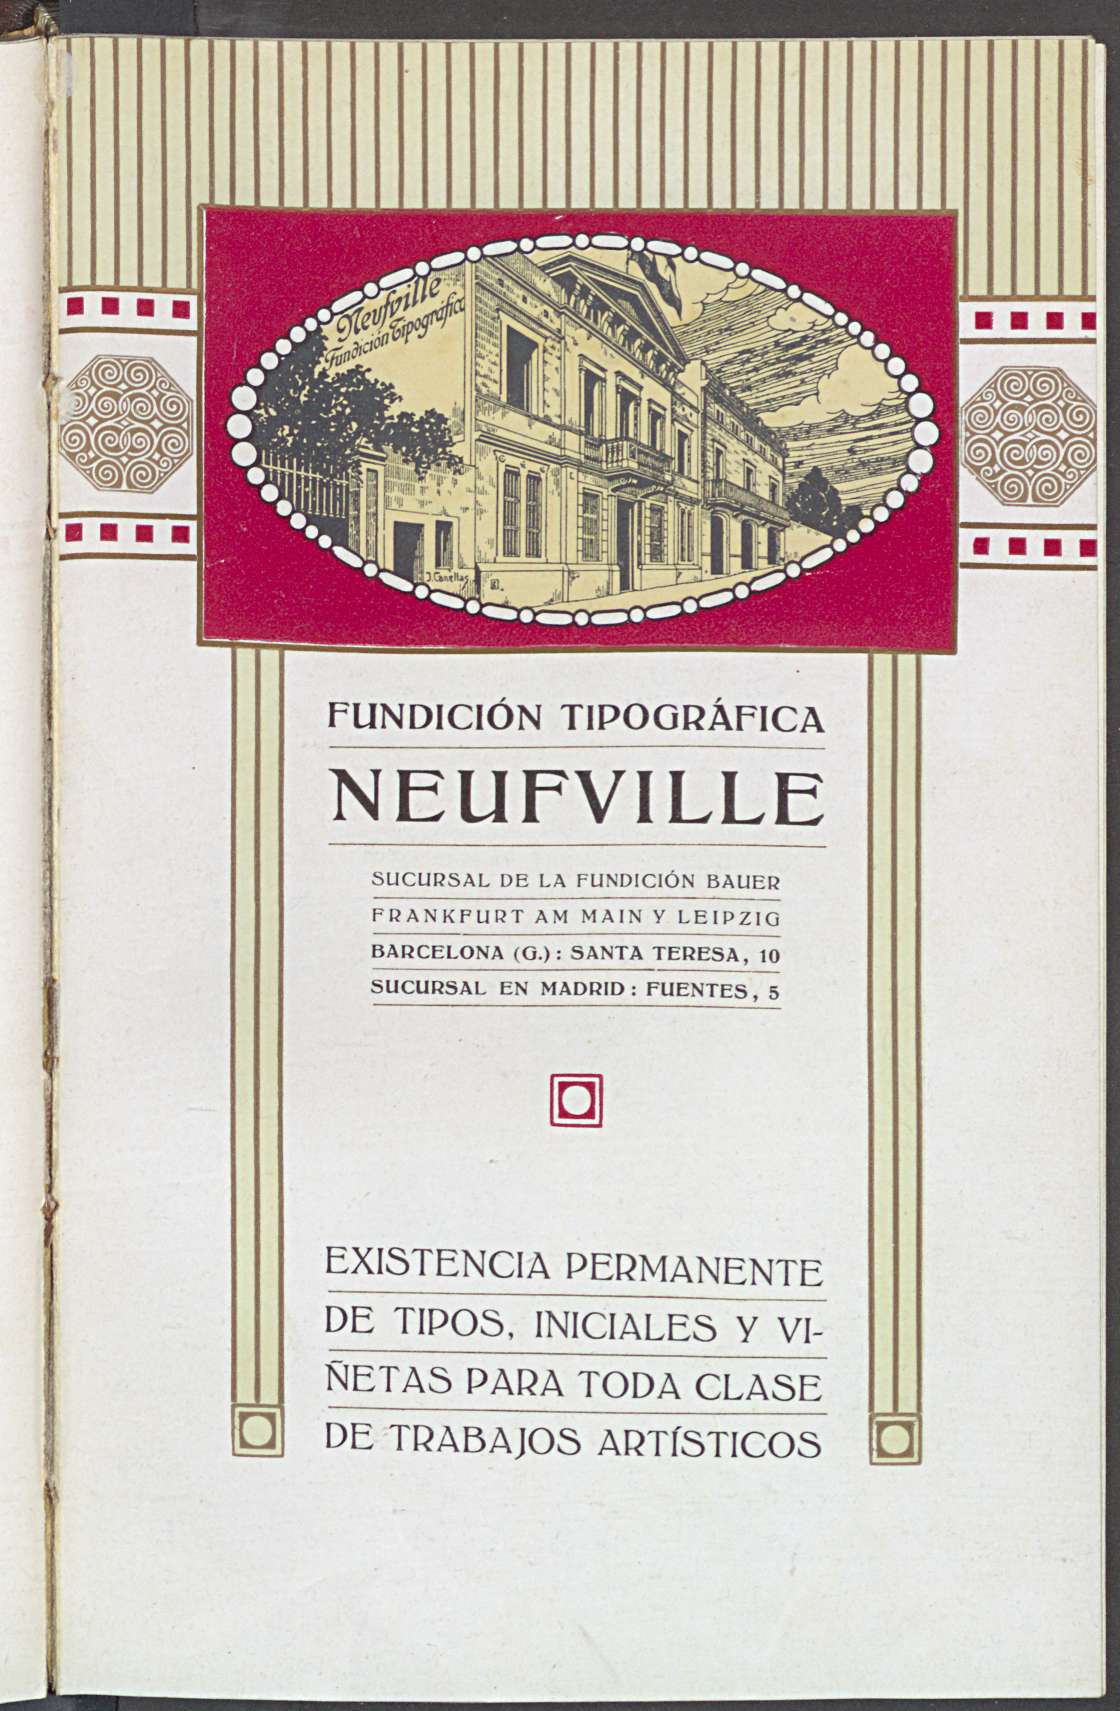 Neufville
Fundición Tipográfica
J. Canellas
FUNDICIÓN TIPOGRÁFICA
NEUFVILLE
SUCURSAL DE LA FUNDICIÓN BAUER
FRANKFURT AM MAIN Y LEIPZIG
BARCELONA (G.): SANTA TERESA, 10
SUCURSAL EN MADRID: FUENTES, 5
EXISTENCIA PERMANENTE
DE TIPOS, INICIALES Y VI-
ÑETAS PARA TODA CLASE
DE TRABAJOS ARTÍSTICOS